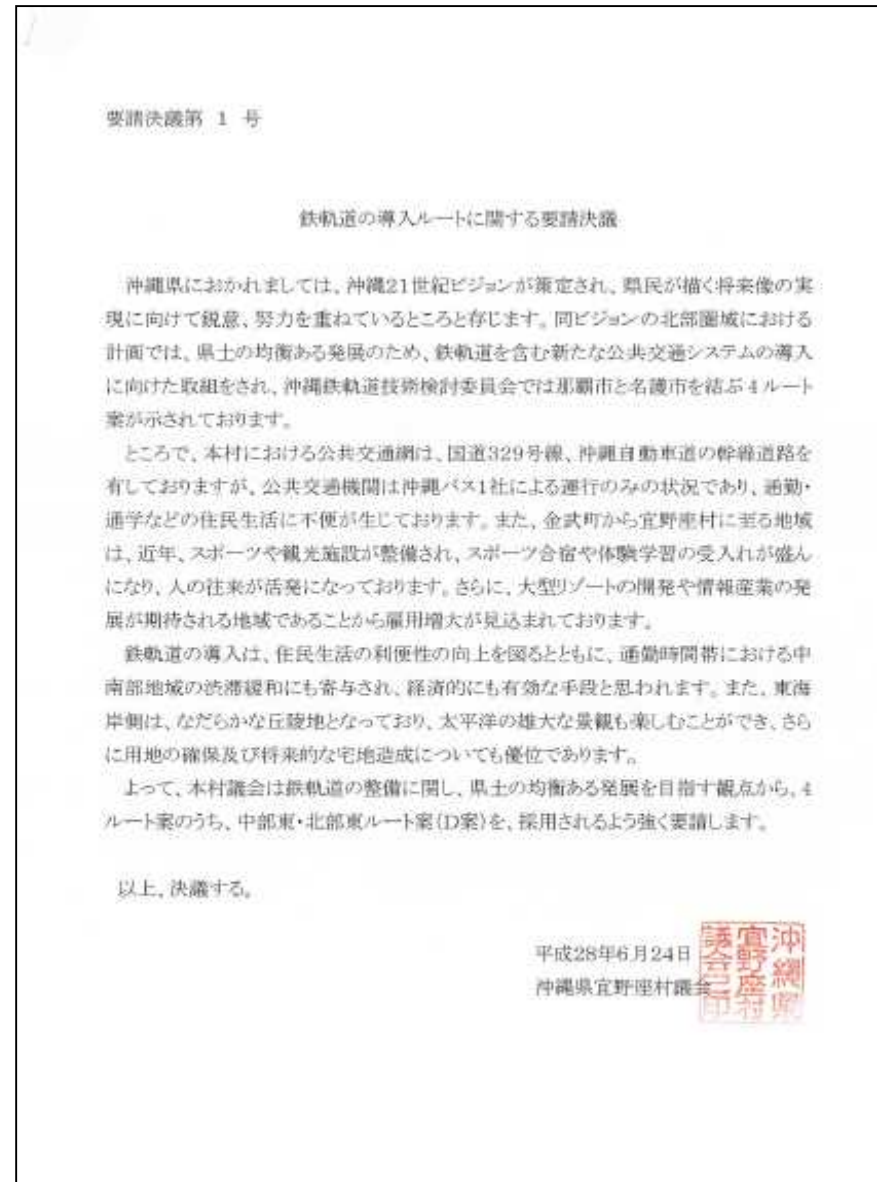 要請決議第 1 号
鉄軌道の導入ルートに関する要請決議
沖縄県におかれましては、沖縄21世紀ビジョンが策定され、県民が描く将来像の実
現に向けて鋭意、努力を重ねているところと存じます。同ビジョンの北部圏域における
計画では、県土の均衡ある発展のため、鉄軌道を含む新たな公共交通システムの導入
に向けた取組をされ、沖縄鉄軌道技術検討委員会では那覇市と名護市を結ぶ4ルート
案が示されております。
ところで、本村における公共交通網は、国道329号線、沖縄自動車道の幹線道路を
有しておりますが、公共交通機関は沖縄バス1社による運行のみの状況であり、通勤・
通学などの住民生活に不便が生じております。また、金武町から宜野座村に至る地域
は、近年、スポーツや観光施設が整備され、スポーツ合宿や体験学習の受入れが盛ん
になり、人の往来が活発になっております。さらに、大型リゾートの開発や情報産業の発
展が期待される地域であることから雇用増大が見込まれております。
鉄軌道の導入は、住民生活の利便性の向上を図るとともに、通勤時間帯における中
南部地域の渋滞緩和にも寄与され、経済的にも有効な手段と思われます。また、東海
岸側は、なだらかな丘陵地となっており、太平洋の雄大な景観も楽しむことができ、さら
に用地の確保及び将来的な宅地造成についても優位であります。
よって、本村議会は鉄軌道の整備に関し、県土の均衡ある発展を目指す観点から、4
ルート案のうち、中部東・北部東ルート案(D案)を、採用されるよう強く要請します。
以上、決議する。
平成28年6月24日
沖縄県宜野座村議会
沖縄県
宜野座村
議会之印